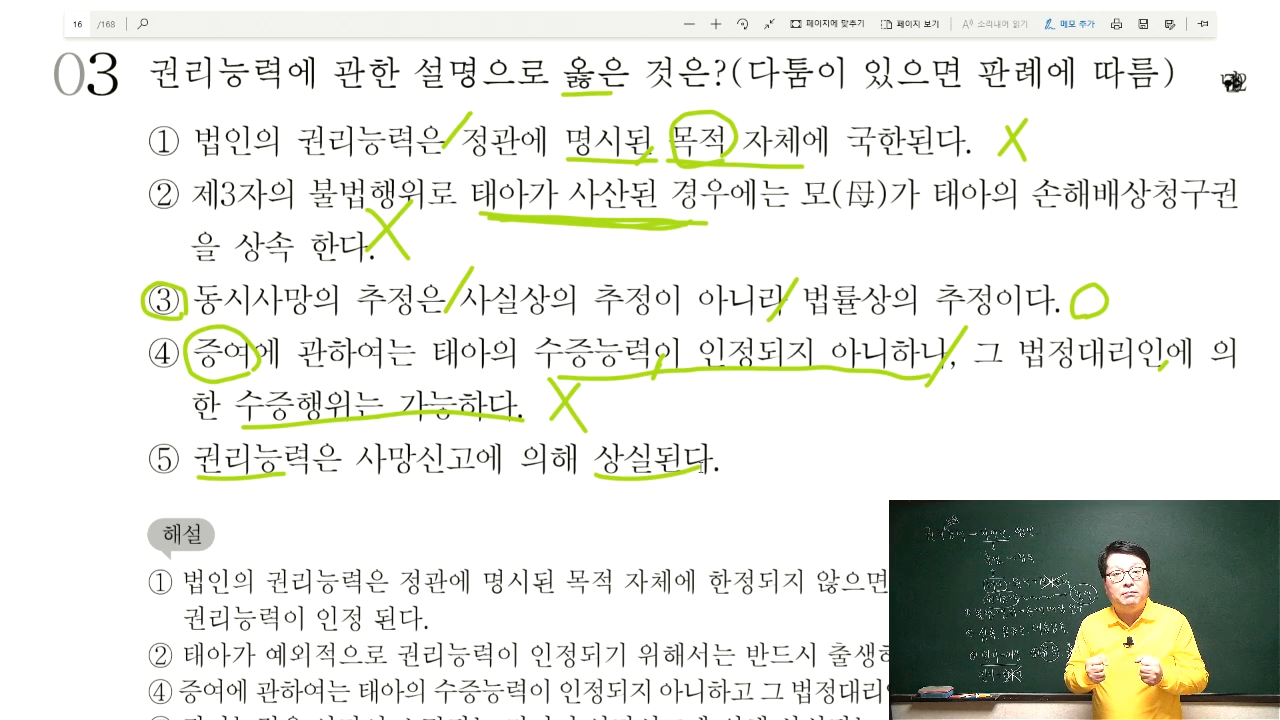 16 /168 페이지에 맞추기 페이지 보기 소리내어 읽기 메모 추가
03 권리능력에 관한 설명으로 옳은 것은?(다툼이 있으면 판례에 따름)
① 법인의 권리능력은 정관에 명시된 목적 자체에 국한된다.
② 제3자의 불법행위로 태아가 사산된 경우에는 모(母)가 태아의 손해배상청구권
을 상속 한다.
③ 동시사망의 추정은 사실상의 추정이 아니라 법률상의 추정이다.
④ 증여에 관하여는 태아의 수증능력이 인정되지 아니하나, 그 법정대리인에 의
한 수증행위는 가능하다.
⑤ 권리능력은 사망신고에 의해 상실된다.
해설
① 법인의 권리능력은 정관에 명시된 목적 자체에 한정되지 않으면
권리능력이 인정 된다.
② 태아가 예외적으로 권리능력이 인정되기 위해서는 반드시
④ 증여에 관하여는 태아의 수증능력이 인정되지 아니하고 그